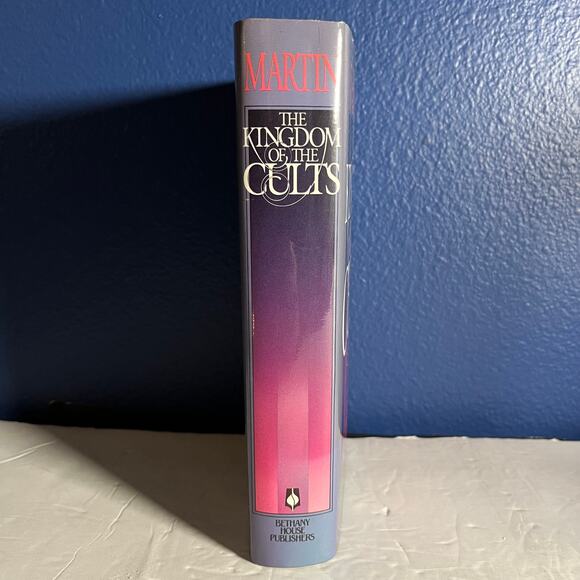 MARTIN
THE
KINGDOM
OF THE
CULTS
BETHANY
HOUSE
PUBLISHERS